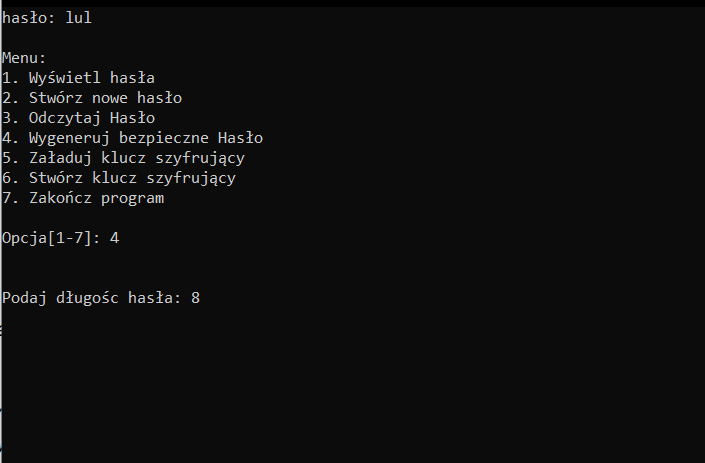 hasło: lul
Menu:
1. Wyświetl hasła
2. Stwórz nowe hasło
3. Odczytaj Hasło
4. Wygeneruj bezpieczne Hasło
5. Załaduj klucz szyfrujący
6. Stwórz klucz szyfrujący
7. Zakończ program
Opcja[1-7]: 4
Podaj długośc hasła: 8